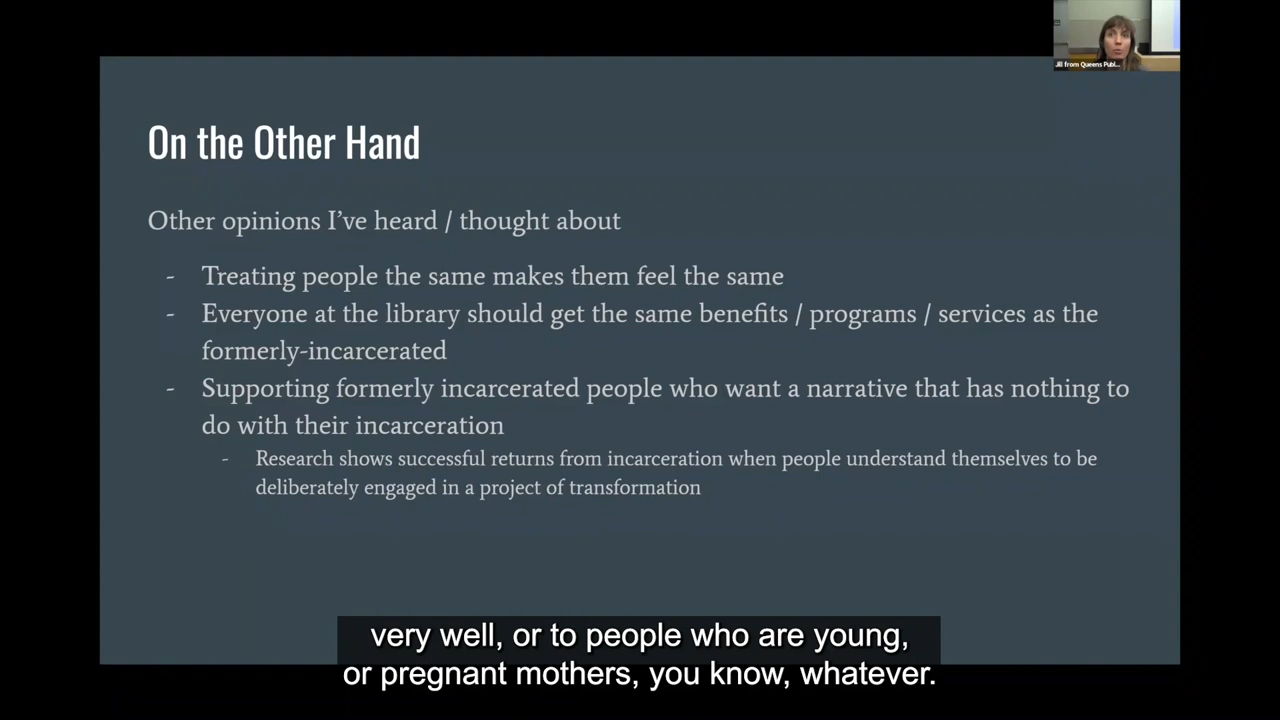 Jill from Queens Publ...
On the Other Hand
Other opinions I've heard / thought about
- Treating people the same makes them feel the same
- Everyone at the library should get the same benefits / programs / services as the
formerly-incarcerated
- Supporting formerly incarcerated people who want a narrative that has nothing to
do with their incarceration
- Research shows successful returns from incarceration when people understand themselves to be
deliberately engaged in a project of transformation
very well, or to people who are young,
or pregnant mothers, you know, whatever.